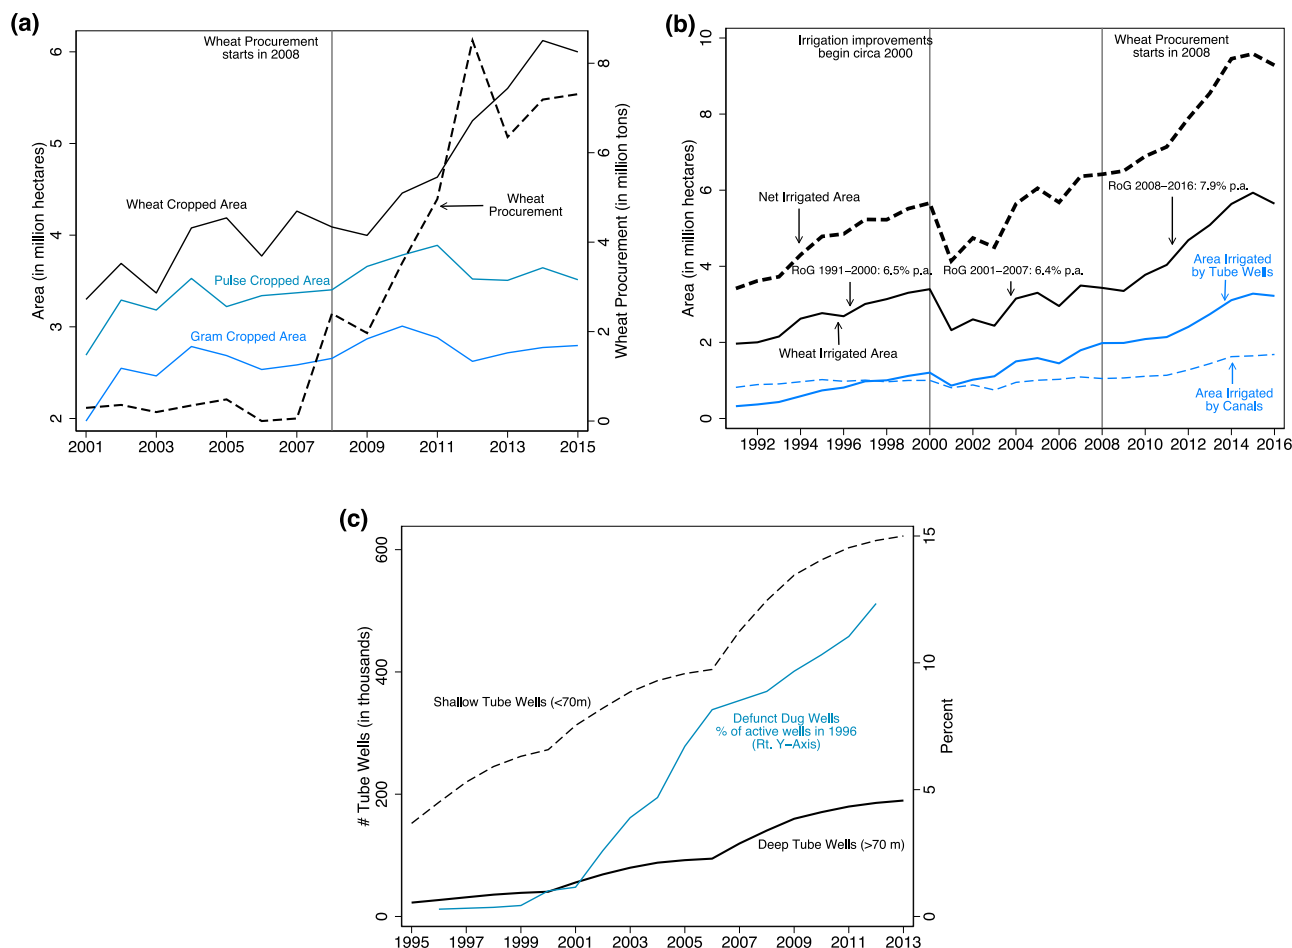 (a)
Wheat Procurement
starts in 2008
Area (in million hectares)
6
5
4
3
2
Wheat Procurement (in million tons)
8
6
4
2
0
Wheat Cropped Area
Wheat
Procurement
Pulse Cropped Area
Gram Cropped Area
2001 2003 2005 2007 2009 2011 2013 2015
(b)
Irrigation improvements
begin circa 2000
Wheat Procurement
starts in 2008
Area (in million hectares)
10
8
6
4
2
0
Net Irrigated Area
RoG 2008–2016: 7.9% p.a.
RoG 1991–2000: 6.5% p.a.
RoG 2001–2007: 6.4% p.a.
Area Irrigated
by Tube Wells
Wheat Irrigated Area
Area Irrigated
by Canals
1992 1994 1996 1998 2000 2002 2004 2006 2008 2010 2012 2014 2016
(c)
# Tube Wells (in thousands)
600
400
200
0
Percent
15
10
5
0
Shallow Tube Wells (<70m)
Defunct Dug Wells
% of active wells in 1996
(Rt. Y–Axis)
Deep Tube Wells (>70 m)
1995 1997 1999 2001 2003 2005 2007 2009 2011 2013